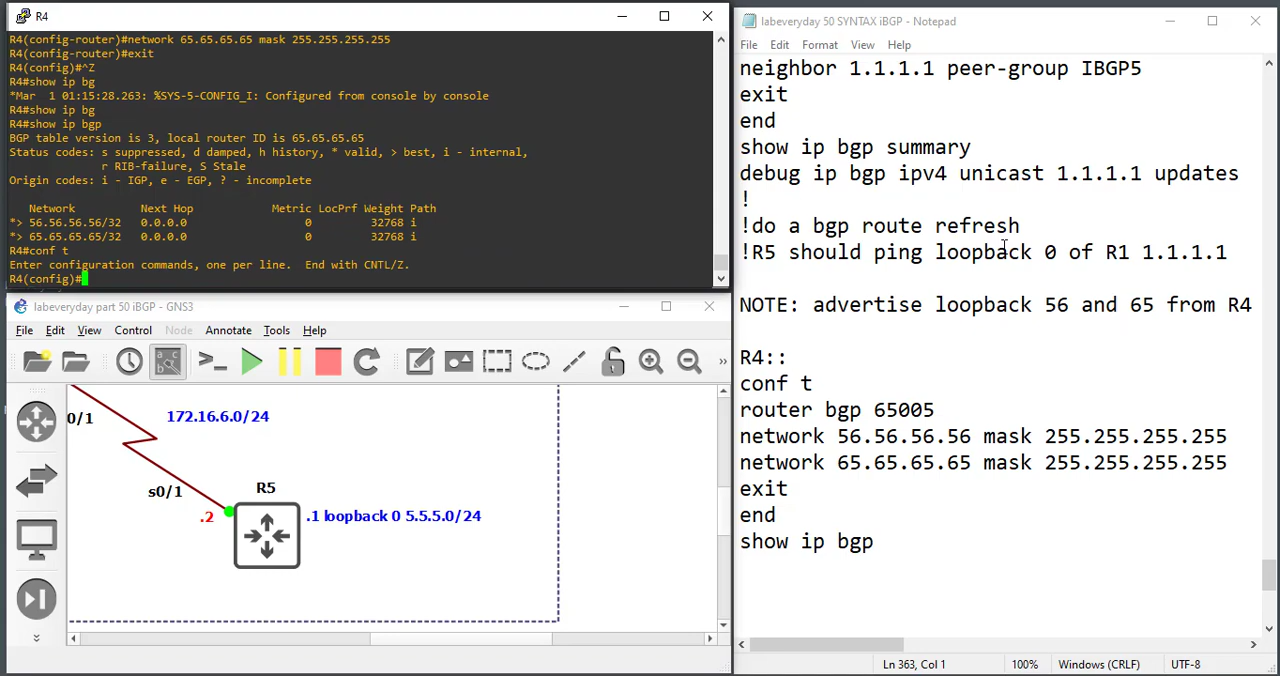 R4
R4(config-router)#network 65.65.65.65 mask 255.255.255.255
R4(config-router)#exit
R4(config)#^Z
R4#show ip bg
*Mar  1 01:15:28.263: %SYS-5-CONFIG_I: Configured from console by console
R4#show ip bg
R4#show ip bgp
BGP table version is 3, local router ID is 65.65.65.65
Status codes: s suppressed, d damped, h history, * valid, > best, i - internal,
r RIB-failure, S Stale
Origin codes: i - IGP, e - EGP, ? - incomplete
Network Next Hop Metric LocPrf Weight Path
*> 56.56.56.56/32 0.0.0.0 0 32768 i
*> 65.65.65.65/32 0.0.0.0 0 32768 i
R4#conf t
Enter configuration commands, one per line.  End with CNTL/Z.
R4(config)#
labeveryday part 50 iBGP - GNS3
File Edit View Control Node Annotate Tools Help
0/1
172.16.6.0/24
R5
s0/1
.2
.1 loopback 0 5.5.5.0/24
labeveryday 50 SYNTAX iBGP - Notepad
File Edit Format View Help
neighbor 1.1.1.1 peer-group IBGP5
exit
end
show ip bgp summary
debug ip bgp ipv4 unicast 1.1.1.1 updates
!
!do a bgp route refresh
!R5 should ping loopback 0 of R1 1.1.1.1
NOTE: advertise loopback 56 and 65 from R4
R4::
conf t
router bgp 65005
network 56.56.56.56 mask 255.255.255.255
network 65.65.65.65 mask 255.255.255.255
exit
end
show ip bgp
Ln 363, Col 1 100% Windows (CRLF) UTF-8